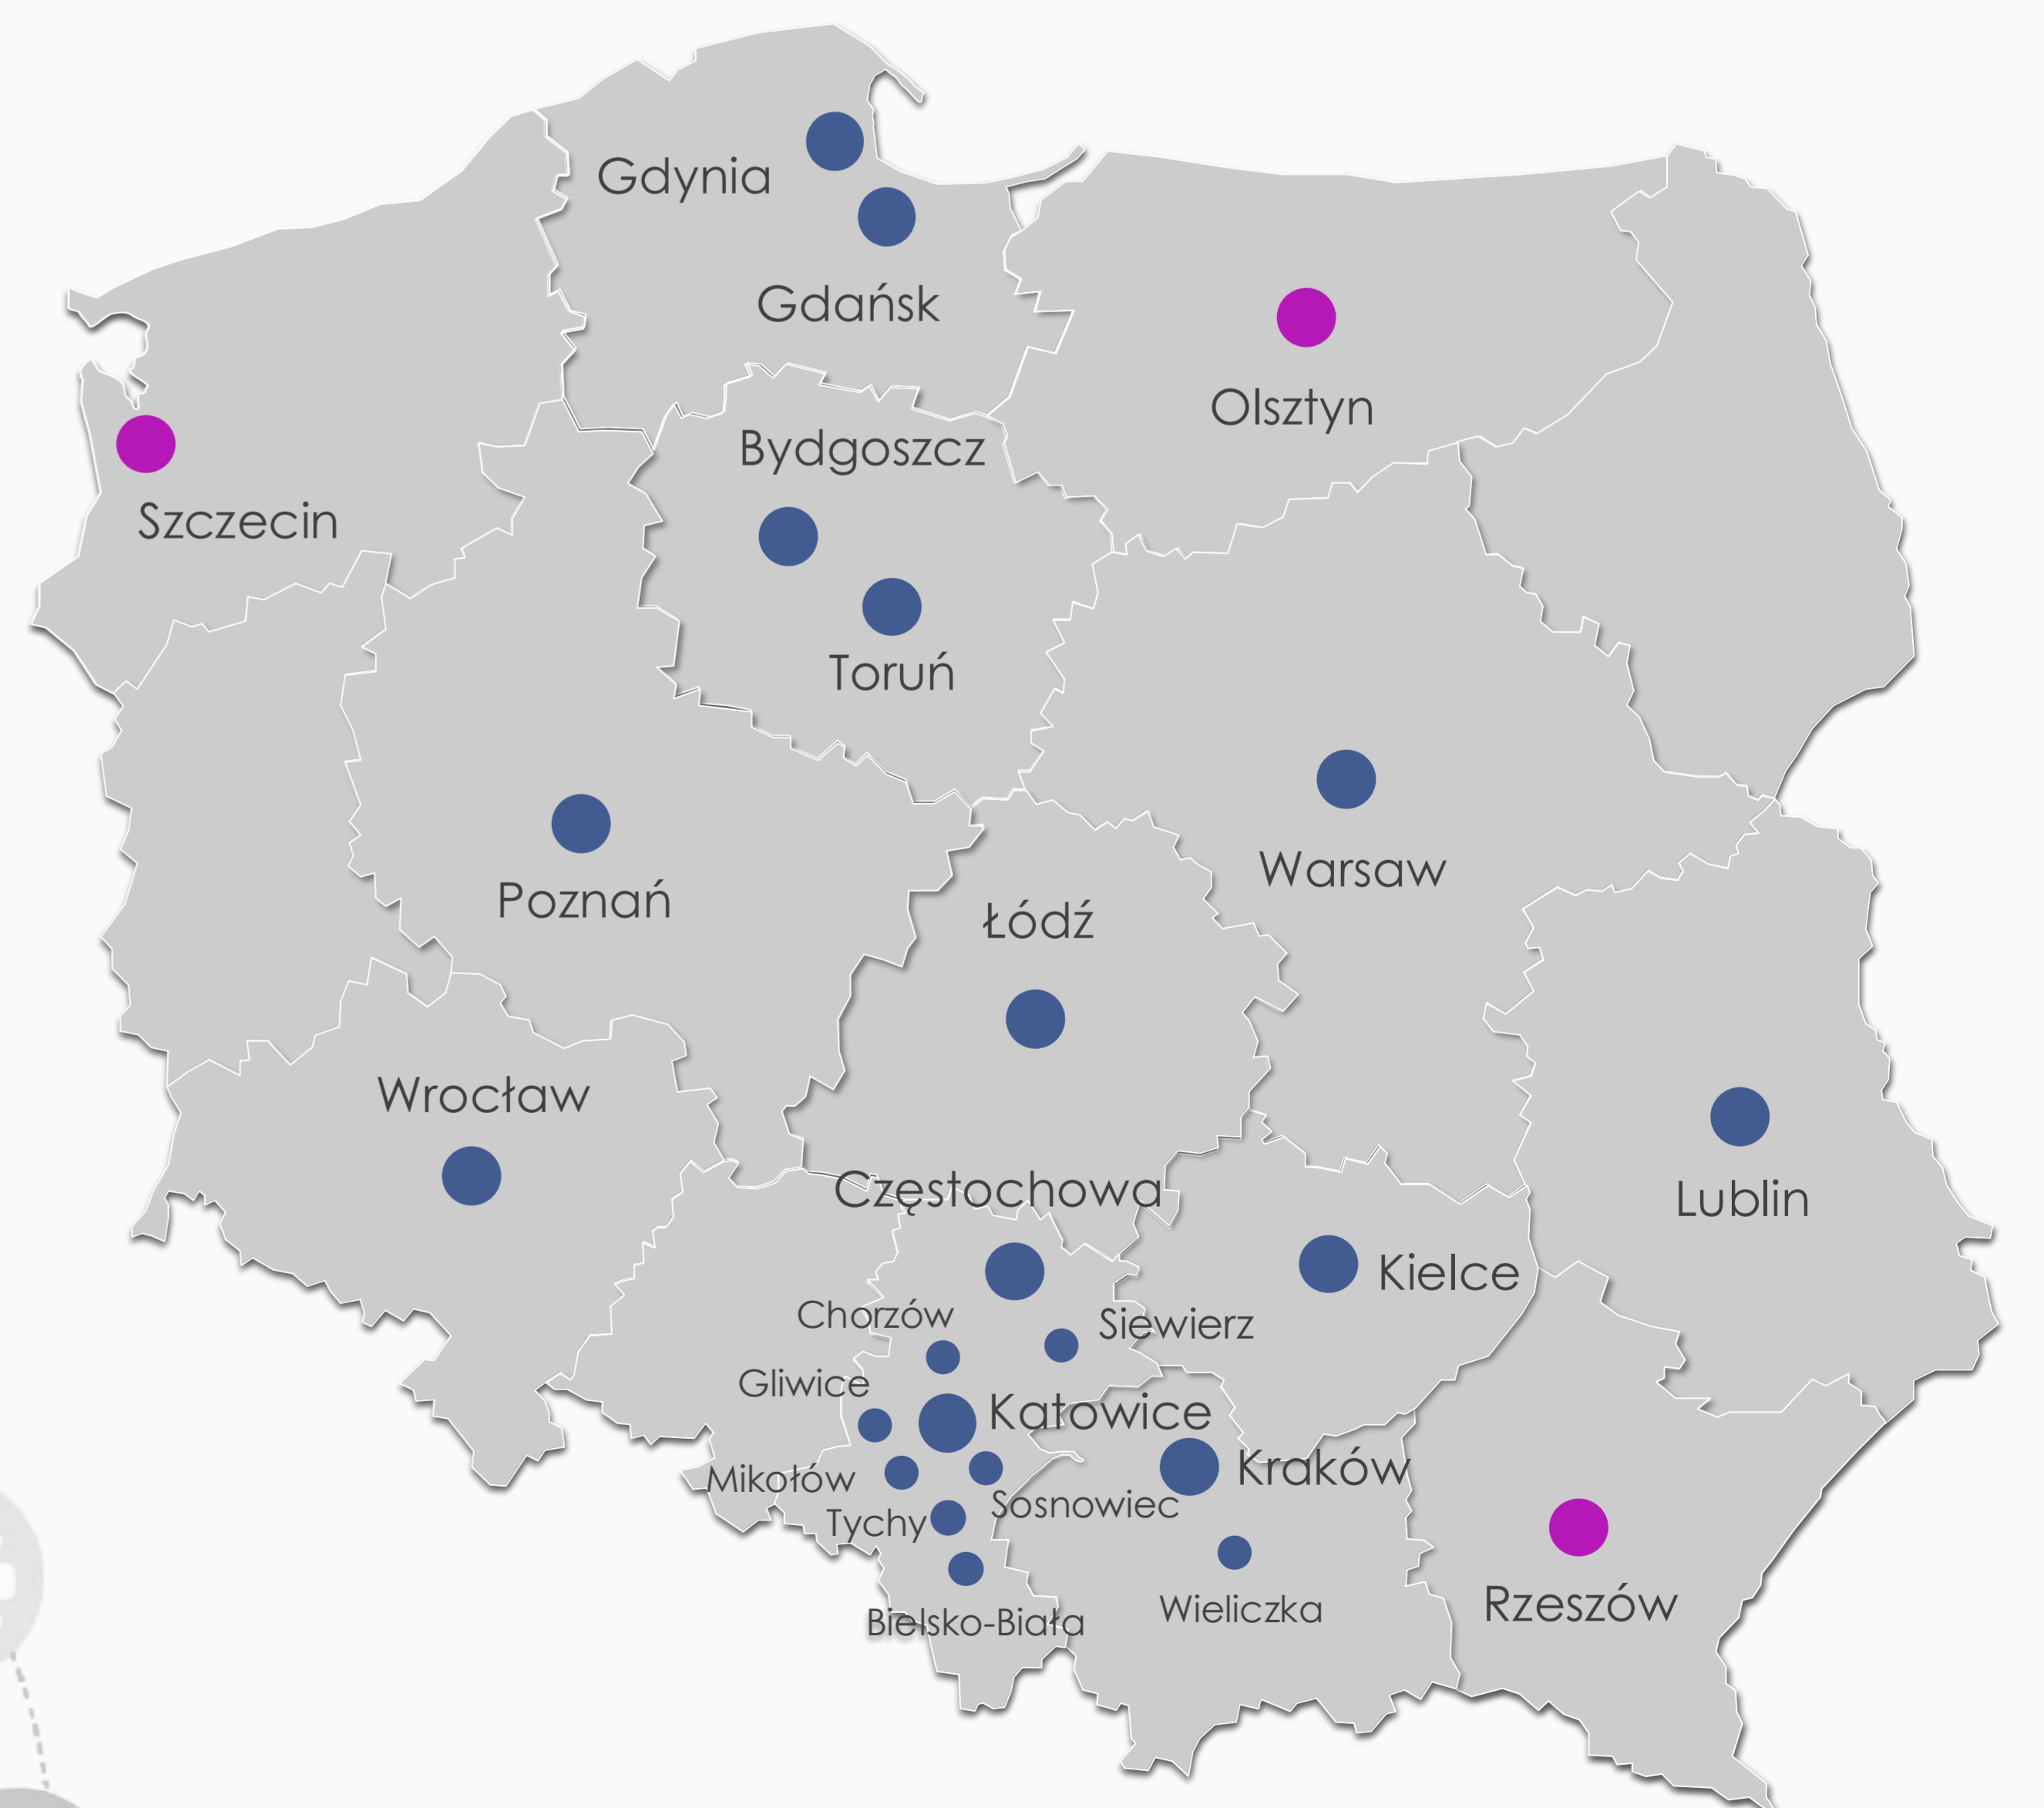 Gdynia
Gdańsk
Olsztyn
Bydgoszcz
Szczecin
Toruń
Warsaw
Poznań
Łódź
Wrocław
Częstochowa
Lublin
Kielce
Chorzów
Siewierz
Gliwice
Katowice
Kraków
Mikołów
Sosnowiec
Tychy
Rzeszów
Wieliczka
Bielsko-Biała